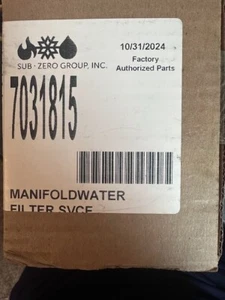 SUB-ZERO GROUP, INC.
10/31/2024
Factory
Authorized Parts
7031815
MANIFOLDWATER
FILTER SVCE